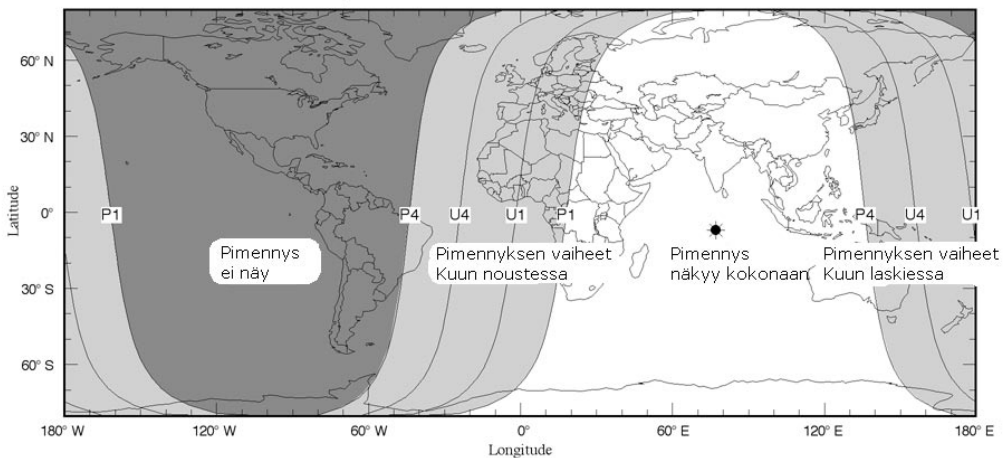 60° N
30° N
0°
30° S
60° S
Latitude
P1
P4
U4
U1
P1
P4
U4
U1
Pimennys
ei näy
Pimennyksen vaiheet
Kuun noustessa
Pimennys
näkyy kokonaan
Pimennyksen vaiheet
Kuun laskiessa
180° W
120° W
60° W
0°
60° E
120° E
180° E
Longitude